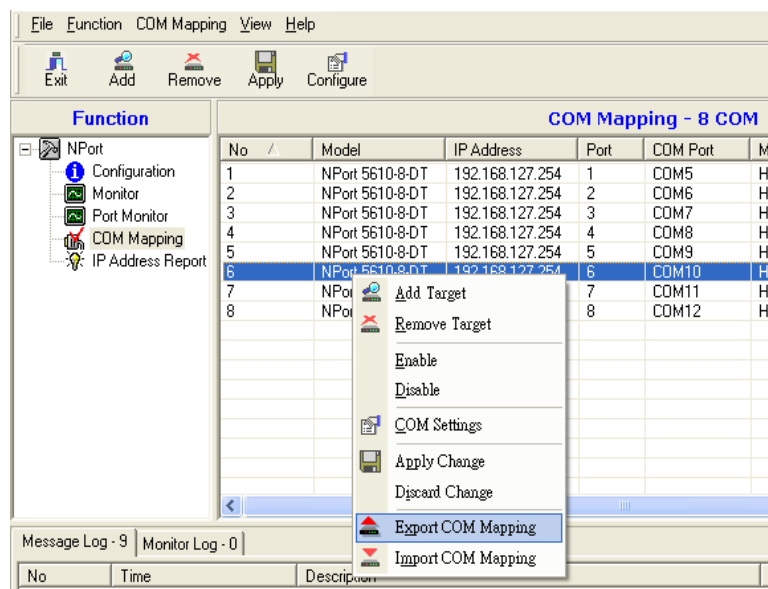 File Function COM Mapping View Help
Exit Add Remove Apply Configure
Function
COM Mapping - 8 COM
NPort
Configuration
Monitor
Port Monitor
COM Mapping
IP Address Report
No Model IP Address Port COM Port
1 NPort 5610-8-DT 192.168.127.254 1 COM5 H
2 NPort 5610-8-DT 192.168.127.254 2 COM6 H
3 NPort 5610-8-DT 192.168.127.254 3 COM7 H
4 NPort 5610-8-DT 192.168.127.254 4 COM8 H
5 NPort 5610-8-DT 192.168.127.254 5 COM9 H
6 NPort 5610-8-DT 192.168.127.254 6 COM10 H
7 7 COM11 H
8 8 COM12 H
Add Target
Remove Target
Enable
Disable
COM Settings
Apply Change
Discard Change
Export COM Mapping
Import COM Mapping
Message Log - 9 Monitor Log - 0
No Time Description